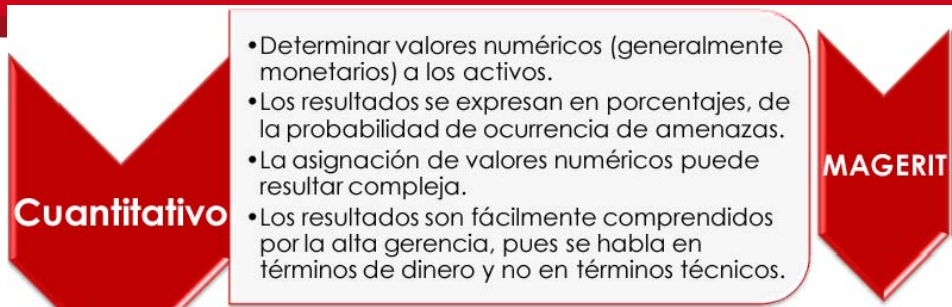 Cuantitativo
•Determinar valores numéricos (generalmente
monetarios) a los activos.
•Los resultados se expresan en porcentajes, de
la probabilidad de ocurrencia de amenazas.
•La asignación de valores numéricos puede
resultar compleja.
•Los resultados son fácilmente comprendidos
por la alta gerencia, pues se habla en
términos de dinero y no en términos técnicos.
MAGERIT